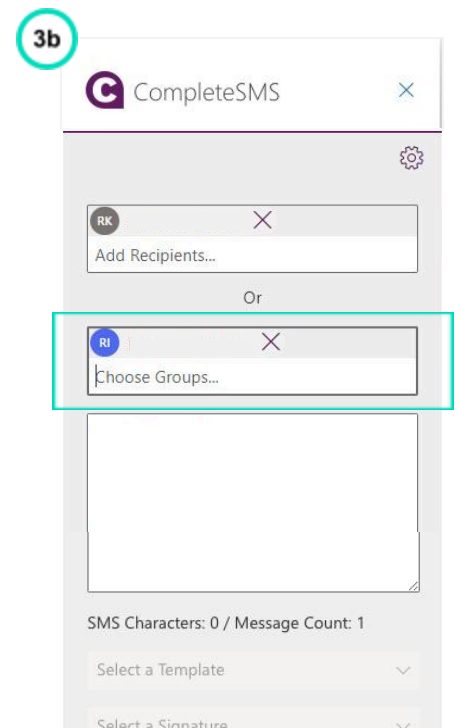 3b
C CompleteSMS
RK
Add Recipients...
Or
RI
Choose Groups...
SMS Characters: 0 / Message Count: 1
Select a Template
Select a Signature